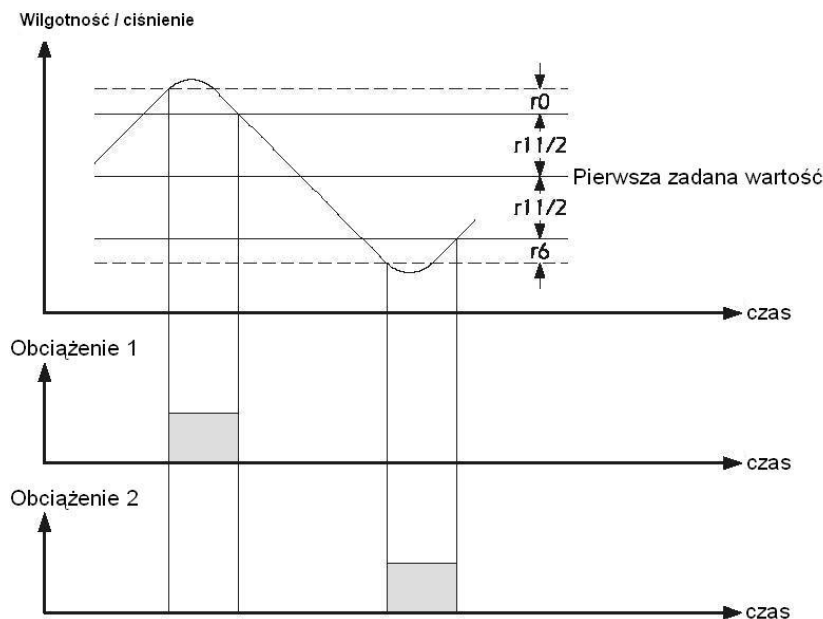 Wilgotność / ciśnienie
r0
r11/2
Pierwsza zadana wartość
r11/2
r6
czas
Obciążenie 1
czas
Obciążenie 2
czas